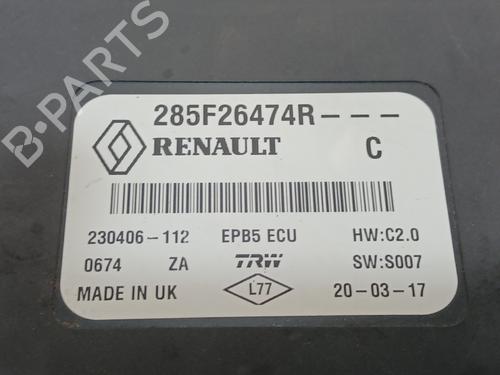 B-PARTS
285F26474R---
RENAULT C
230406-112 EPB5 ECU HW:C2.0
0674 ZA TRW SW:S007
MADE IN UK L77 20-03-17